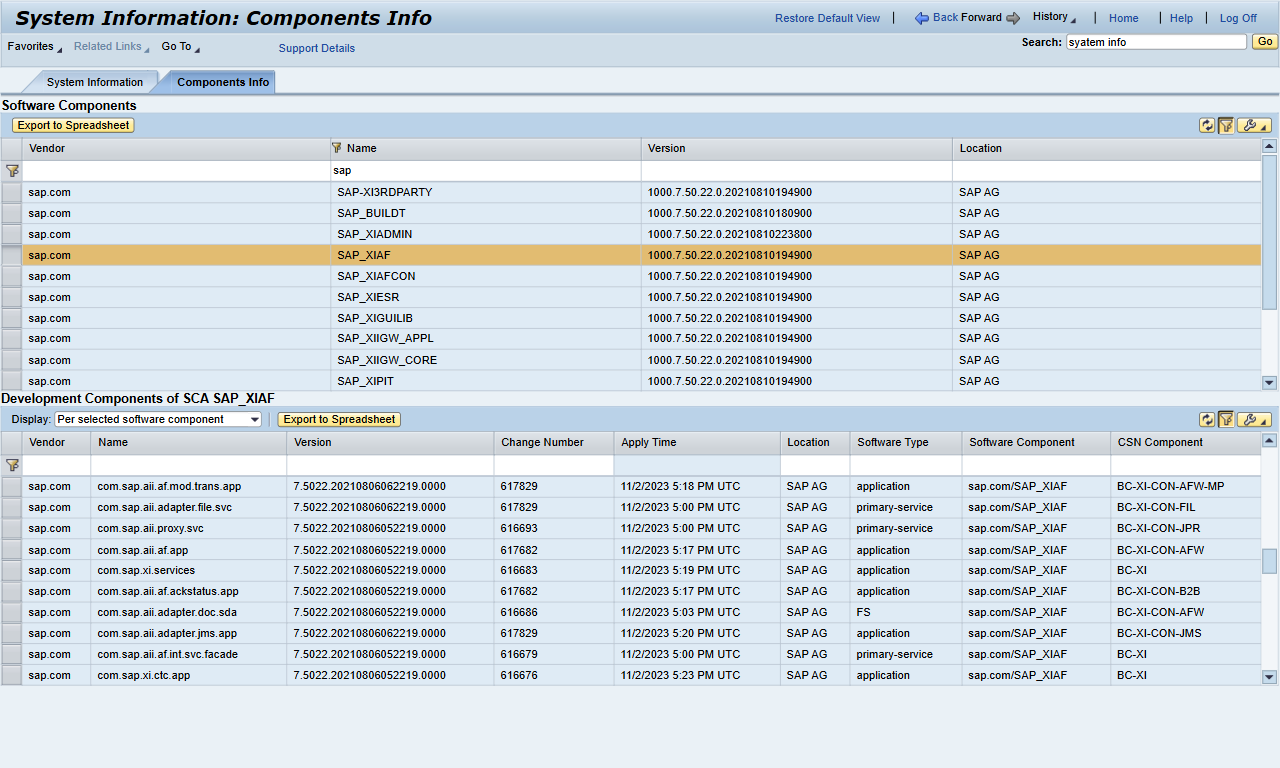 System Information: Components Info
Restore Default View | Back Forward History | Home | Help | Log Off
Favorites Related Links Go To Support Details
Search: syatem info Go
System Information Components Info
Software Components
Export to Spreadsheet
Vendor Name Version Location
sap
sap.com SAP-XI3RDPARTY 1000.7.50.22.0.20210810194900 SAP AG
sap.com SAP_BUILDT 1000.7.50.22.0.20210810180900 SAP AG
sap.com SAP_XIADMIN 1000.7.50.22.0.20210810223800 SAP AG
sap.com SAP_XIAF 1000.7.50.22.0.20210810194900 SAP AG
sap.com SAP_XIAFCON 1000.7.50.22.0.20210810194900 SAP AG
sap.com SAP_XIESR 1000.7.50.22.0.20210810194900 SAP AG
sap.com SAP_XIGUILIB 1000.7.50.22.0.20210810194900 SAP AG
sap.com SAP_XIIGW_APPL 1000.7.50.22.0.20210810194900 SAP AG
sap.com SAP_XIIGW_CORE 1000.7.50.22.0.20210810194900 SAP AG
sap.com SAP_XIPIT 1000.7.50.22.0.20210810194900 SAP AG
Development Components of SCA SAP_XIAF
Display: Per selected software component Export to Spreadsheet
Vendor Name Version Change Number Apply Time Location Software Type Software Component CSN Component
sap.com com.sap.aii.af.mod.trans.app 7.5022.20210806062219.0000 617829 11/2/2023 5:18 PM UTC SAP AG application sap.com/SAP_XIAF BC-XI-CON-AFW-MP
sap.com com.sap.aii.adapter.file.svc 7.5022.20210806062219.0000 617829 11/2/2023 5:00 PM UTC SAP AG primary-service sap.com/SAP_XIAF BC-XI-CON-FIL
sap.com com.sap.aii.proxy.svc 7.5022.20210806052219.0000 616693 11/2/2023 5:00 PM UTC SAP AG primary-service sap.com/SAP_XIAF BC-XI-CON-JPR
sap.com com.sap.aii.af.app 7.5022.20210806052219.0000 617682 11/2/2023 5:17 PM UTC SAP AG application sap.com/SAP_XIAF BC-XI-CON-AFW
sap.com com.sap.xi.services 7.5022.20210806052219.0000 616683 11/2/2023 5:19 PM UTC SAP AG application sap.com/SAP_XIAF BC-XI
sap.com com.sap.aii.af.ackstatus.app 7.5022.20210806052219.0000 617682 11/2/2023 5:17 PM UTC SAP AG application sap.com/SAP_XIAF BC-XI-CON-B2B
sap.com com.sap.aii.adapter.doc.sda 7.5022.20210806052219.0000 616686 11/2/2023 5:03 PM UTC SAP AG FS sap.com/SAP_XIAF BC-XI-CON-AFW
sap.com com.sap.aii.adapter.jms.app 7.5022.20210806062219.0000 617829 11/2/2023 5:20 PM UTC SAP AG application sap.com/SAP_XIAF BC-XI-CON-JMS
sap.com com.sap.aii.af.int.svc.facade 7.5022.20210806052219.0000 616679 11/2/2023 5:00 PM UTC SAP AG primary-service sap.com/SAP_XIAF BC-XI
sap.com com.sap.xi.ctc.app 7.5022.20210806052219.0000 616676 11/2/2023 5:23 PM UTC SAP AG application sap.com/SAP_XIAF BC-XI